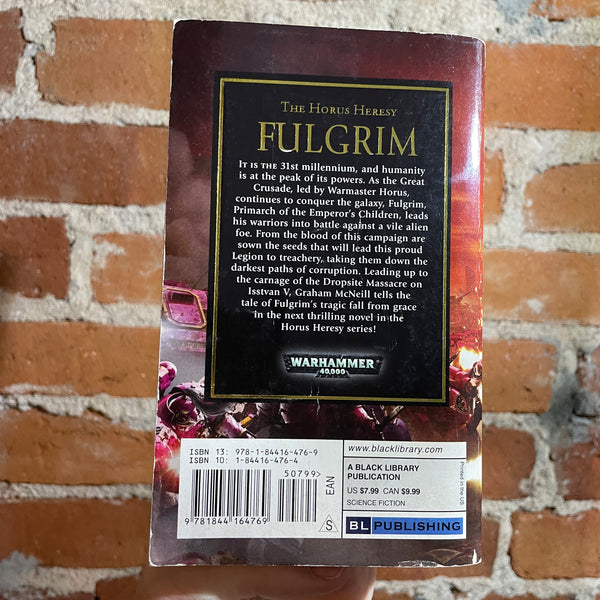 THE HORUS HERESY
FULGRIM
IT IS THE 31st millennium, and humanity
is at the peak of its powers. As the Great
Crusade, led by Warmaster Horus,
continues to conquer the galaxy, Fulgrim,
Primarch of the Emperor's Children, leads
his warriors into battle against a vile alien
foe. From the blood of this campaign are
sown the seeds that will lead this proud
Legion to treachery, taking them down the
darkest paths of corruption. Leading up to
the carnage of the Dropsite Massacre on
Isstvan V, Graham McNeill tells the
tale of Fulgrim's tragic fall from grace
in the next thrilling novel in the
Horus Heresy series!
WARHAMMER
40,000
ISBN 13: 978-1-84416-476-9
ISBN 10: 1-84416-476-4
50799>
EAN
9 781844 164769
S
www.blacklibrary.com
A BLACK LIBRARY
PUBLICATION
US $7.99 CAN $9.99
SCIENCE FICTION
Printed in the US
BL PUBLISHING